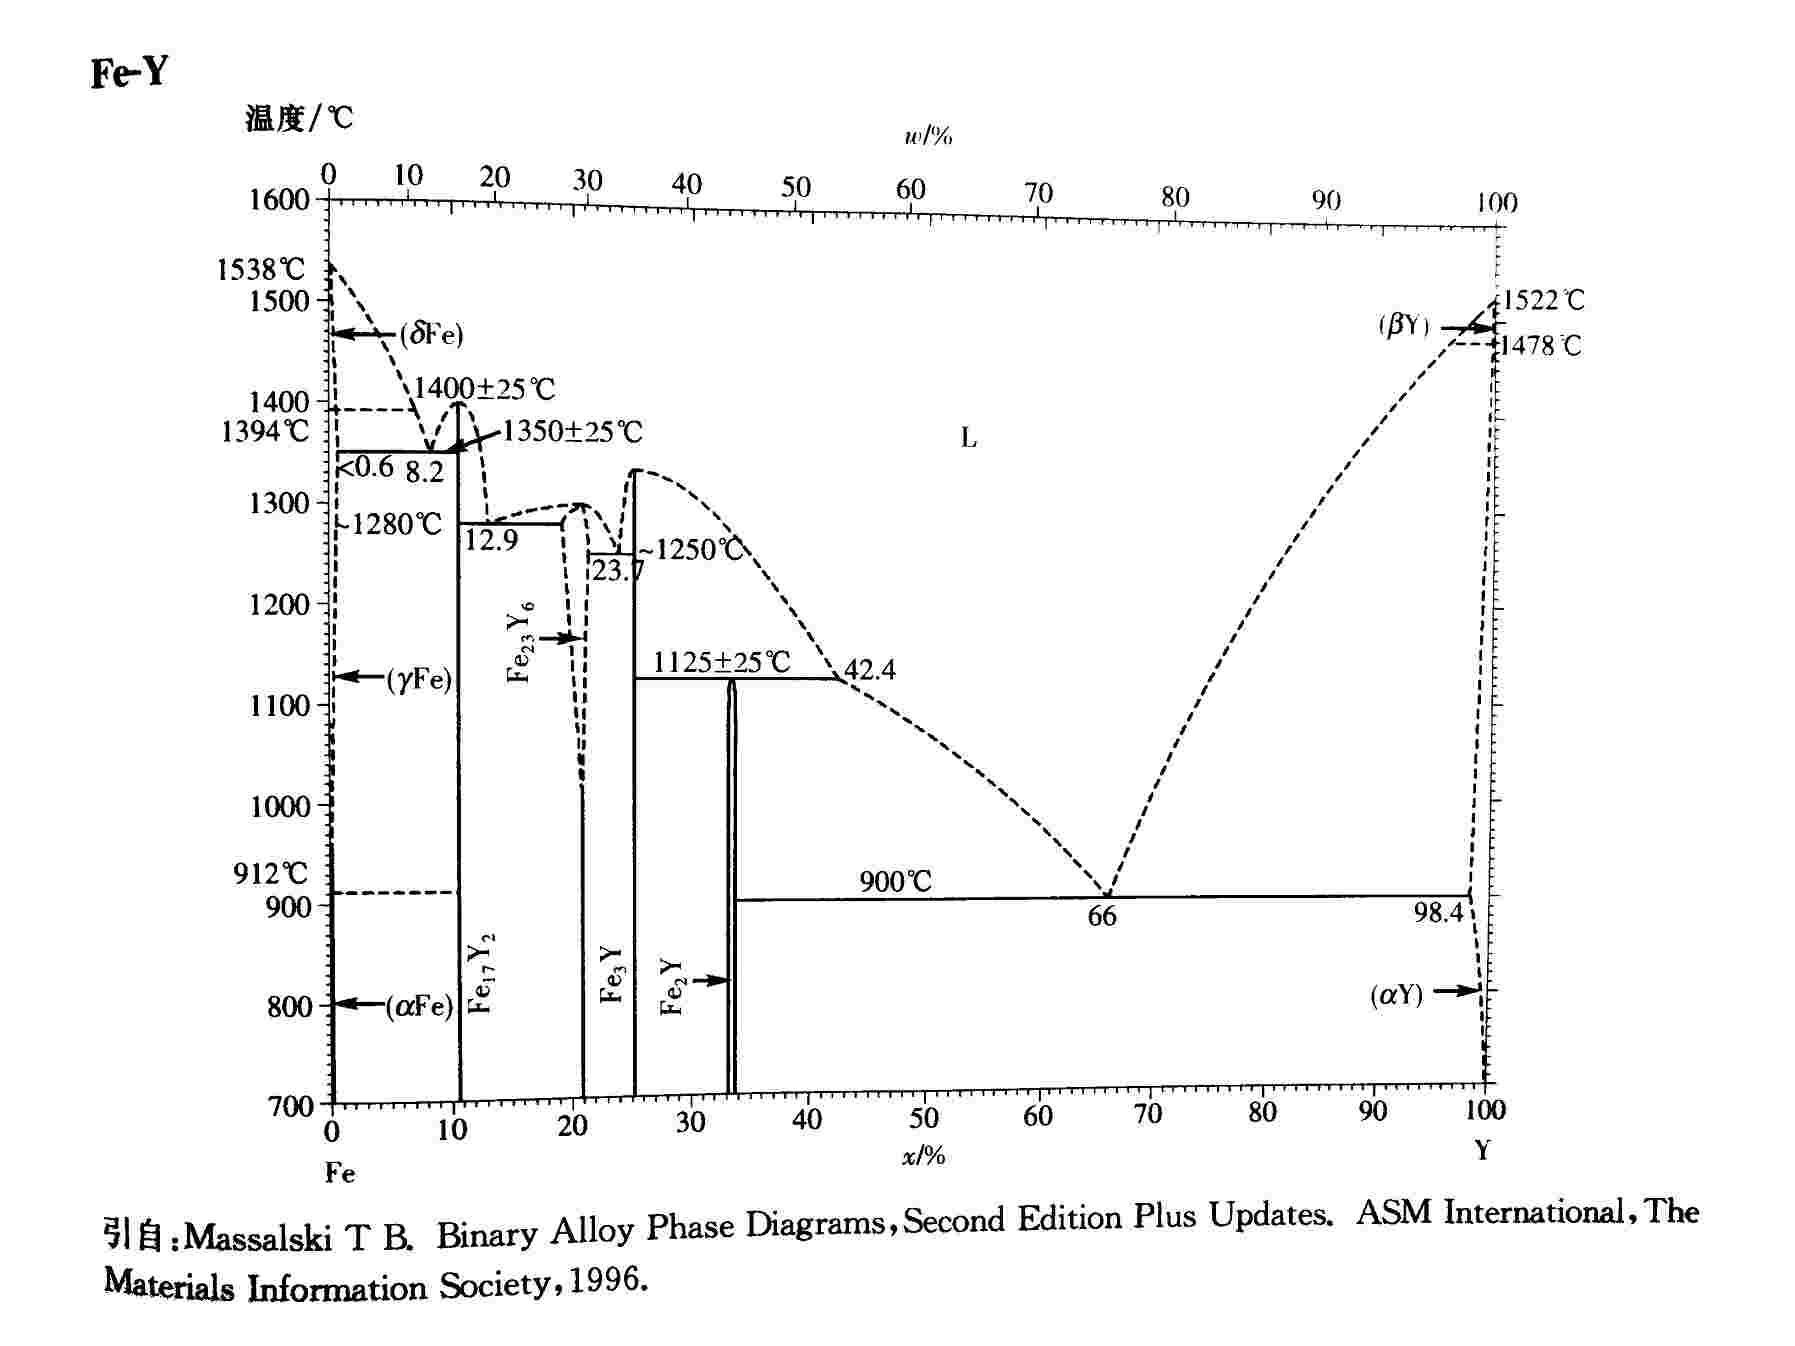 Fe-Y
温度/℃
w/%
0 10 20 30 40 50 60 70 80 90 100
1600
1538℃
1500
1522℃
(βY)
(δFe)
1478℃
1400±25℃
1400
1394℃
1350±25℃
L
<0.6 8.2
1300
~1280℃
12.9
~1250℃
23.7
1200
Fe23Y6
1125±25℃
42.4
(γFe)
1100
1000
912℃
900℃
900
66
98.4
Fe17Y2
Fe3Y
Fe2Y
(αY)
800
(αFe)
700
0 10 20 30 40 50 60 70 80 90 100
x/%
Fe
Y
引自:Massalski T B. Binary Alloy Phase Diagrams, Second Edition Plus Updates. ASM International, The
Materials Information Society, 1996.